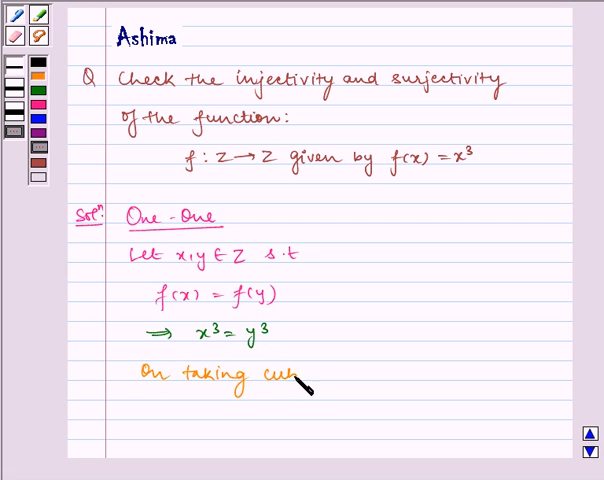 Ashima
Q Check the injectivity and surjectivity
of the function:
f : Z → Z given by f(x) = x³
Solⁿ: One - One
Let x, y ∈ Z s.t
f(x) = f(y)
⇒ x³ = y³
On taking cub